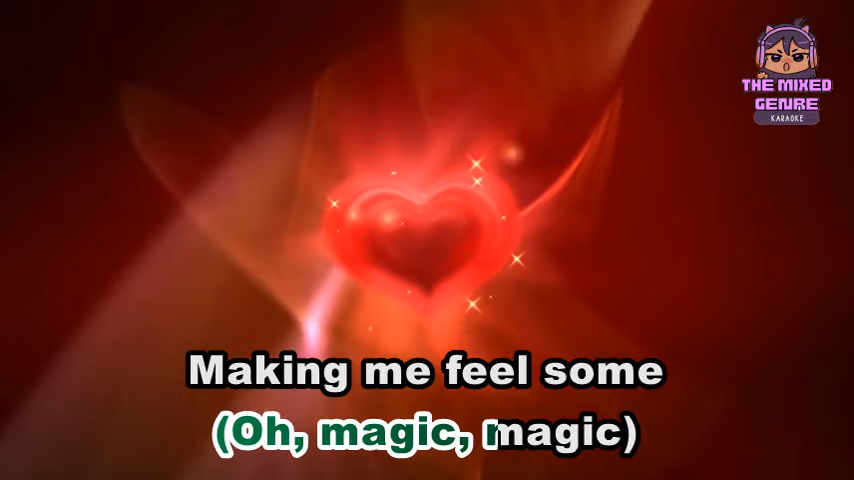 THE MIXED
GENRE
KARAOKE
Making me feel some
(Oh, magic, magic)